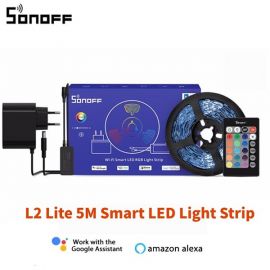 SONOFF
SONOFF
Wi-Fi Smart LED RGB Light Strip
L2 Lite 5M Smart LED Light Strip
Work with the
Google Assistant
amazon alexa